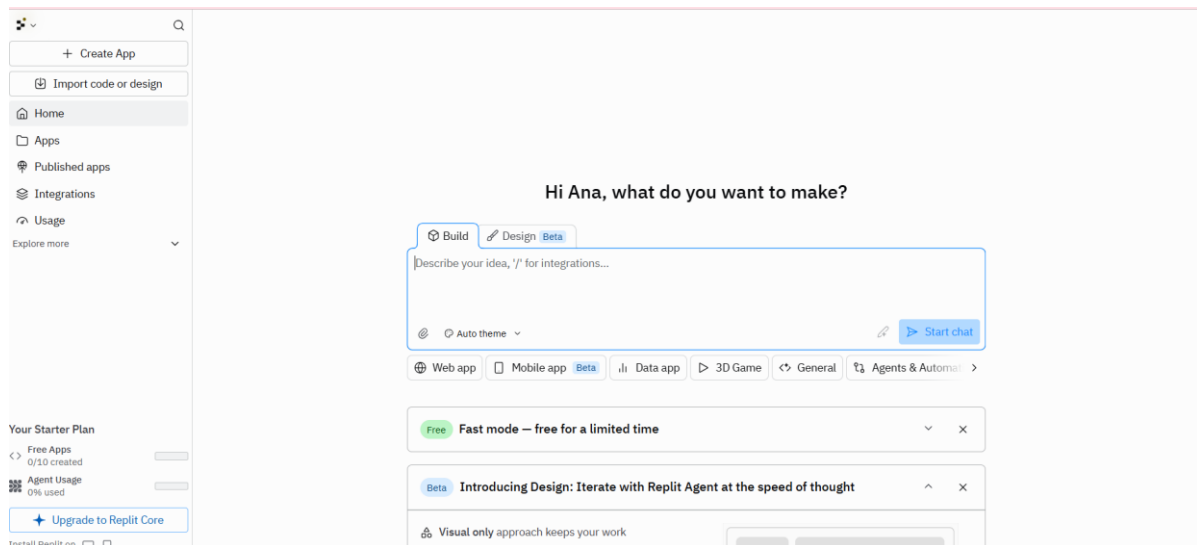 Create App
Import code or design
Home
Apps
Published apps
Integrations
Usage
Explore more
Your Starter Plan
Free Apps
0/10 created
Agent Usage
0% used
Upgrade to Replit Core
Install Replit on
Hi Ana, what do you want to make?
Build Design Beta
Describe your idea, '/' for integrations...
Auto theme Start chat
Web app Mobile app Beta Data app 3D Game General Agents & Automa
Free Fast mode — free for a limited time
Beta Introducing Design: Iterate with Replit Agent at the speed of thought
Visual only approach keeps your work